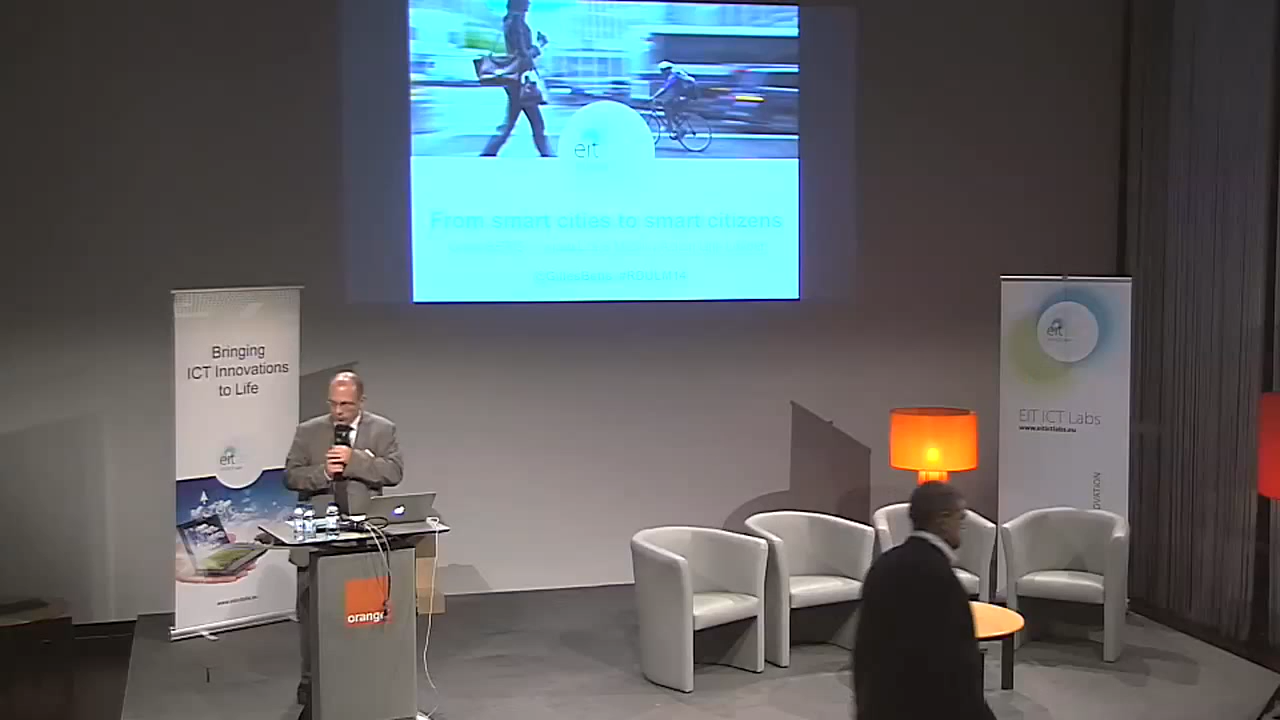 eit
From smart cities to smart citizens
Bringing
ICT Innovations
to Life
eit
orange
eit
EIT ICT Labs
www.eitictlabs.eu